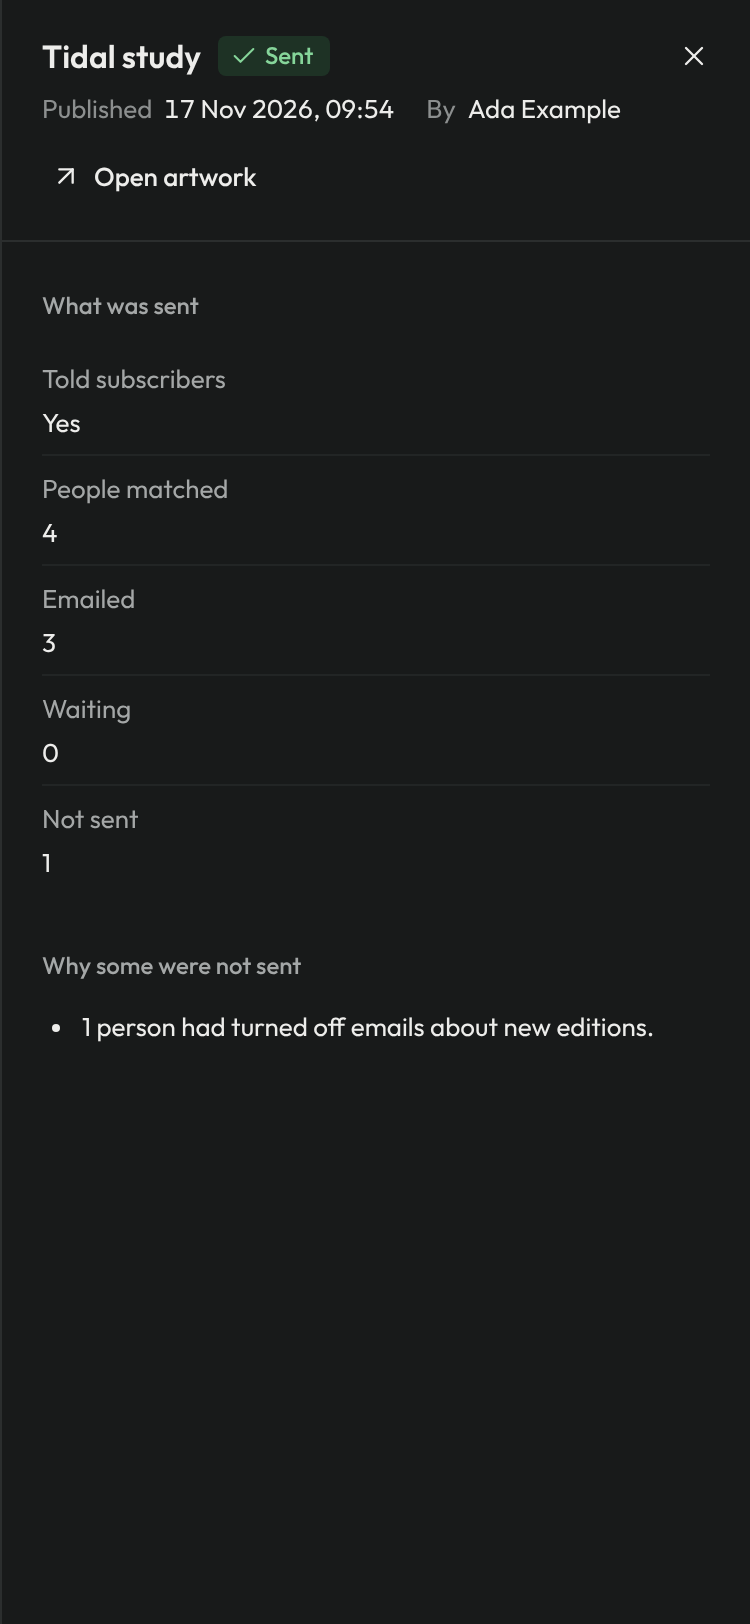 Tidal study
Sent
Published 17 Nov 2026, 09:54 By Ada Example
Open artwork
What was sent
Told subscribers
Yes
People matched
4
Emailed
3
Waiting
0
Not sent
1
Why some were not sent
• 1 person had turned off emails about new editions.